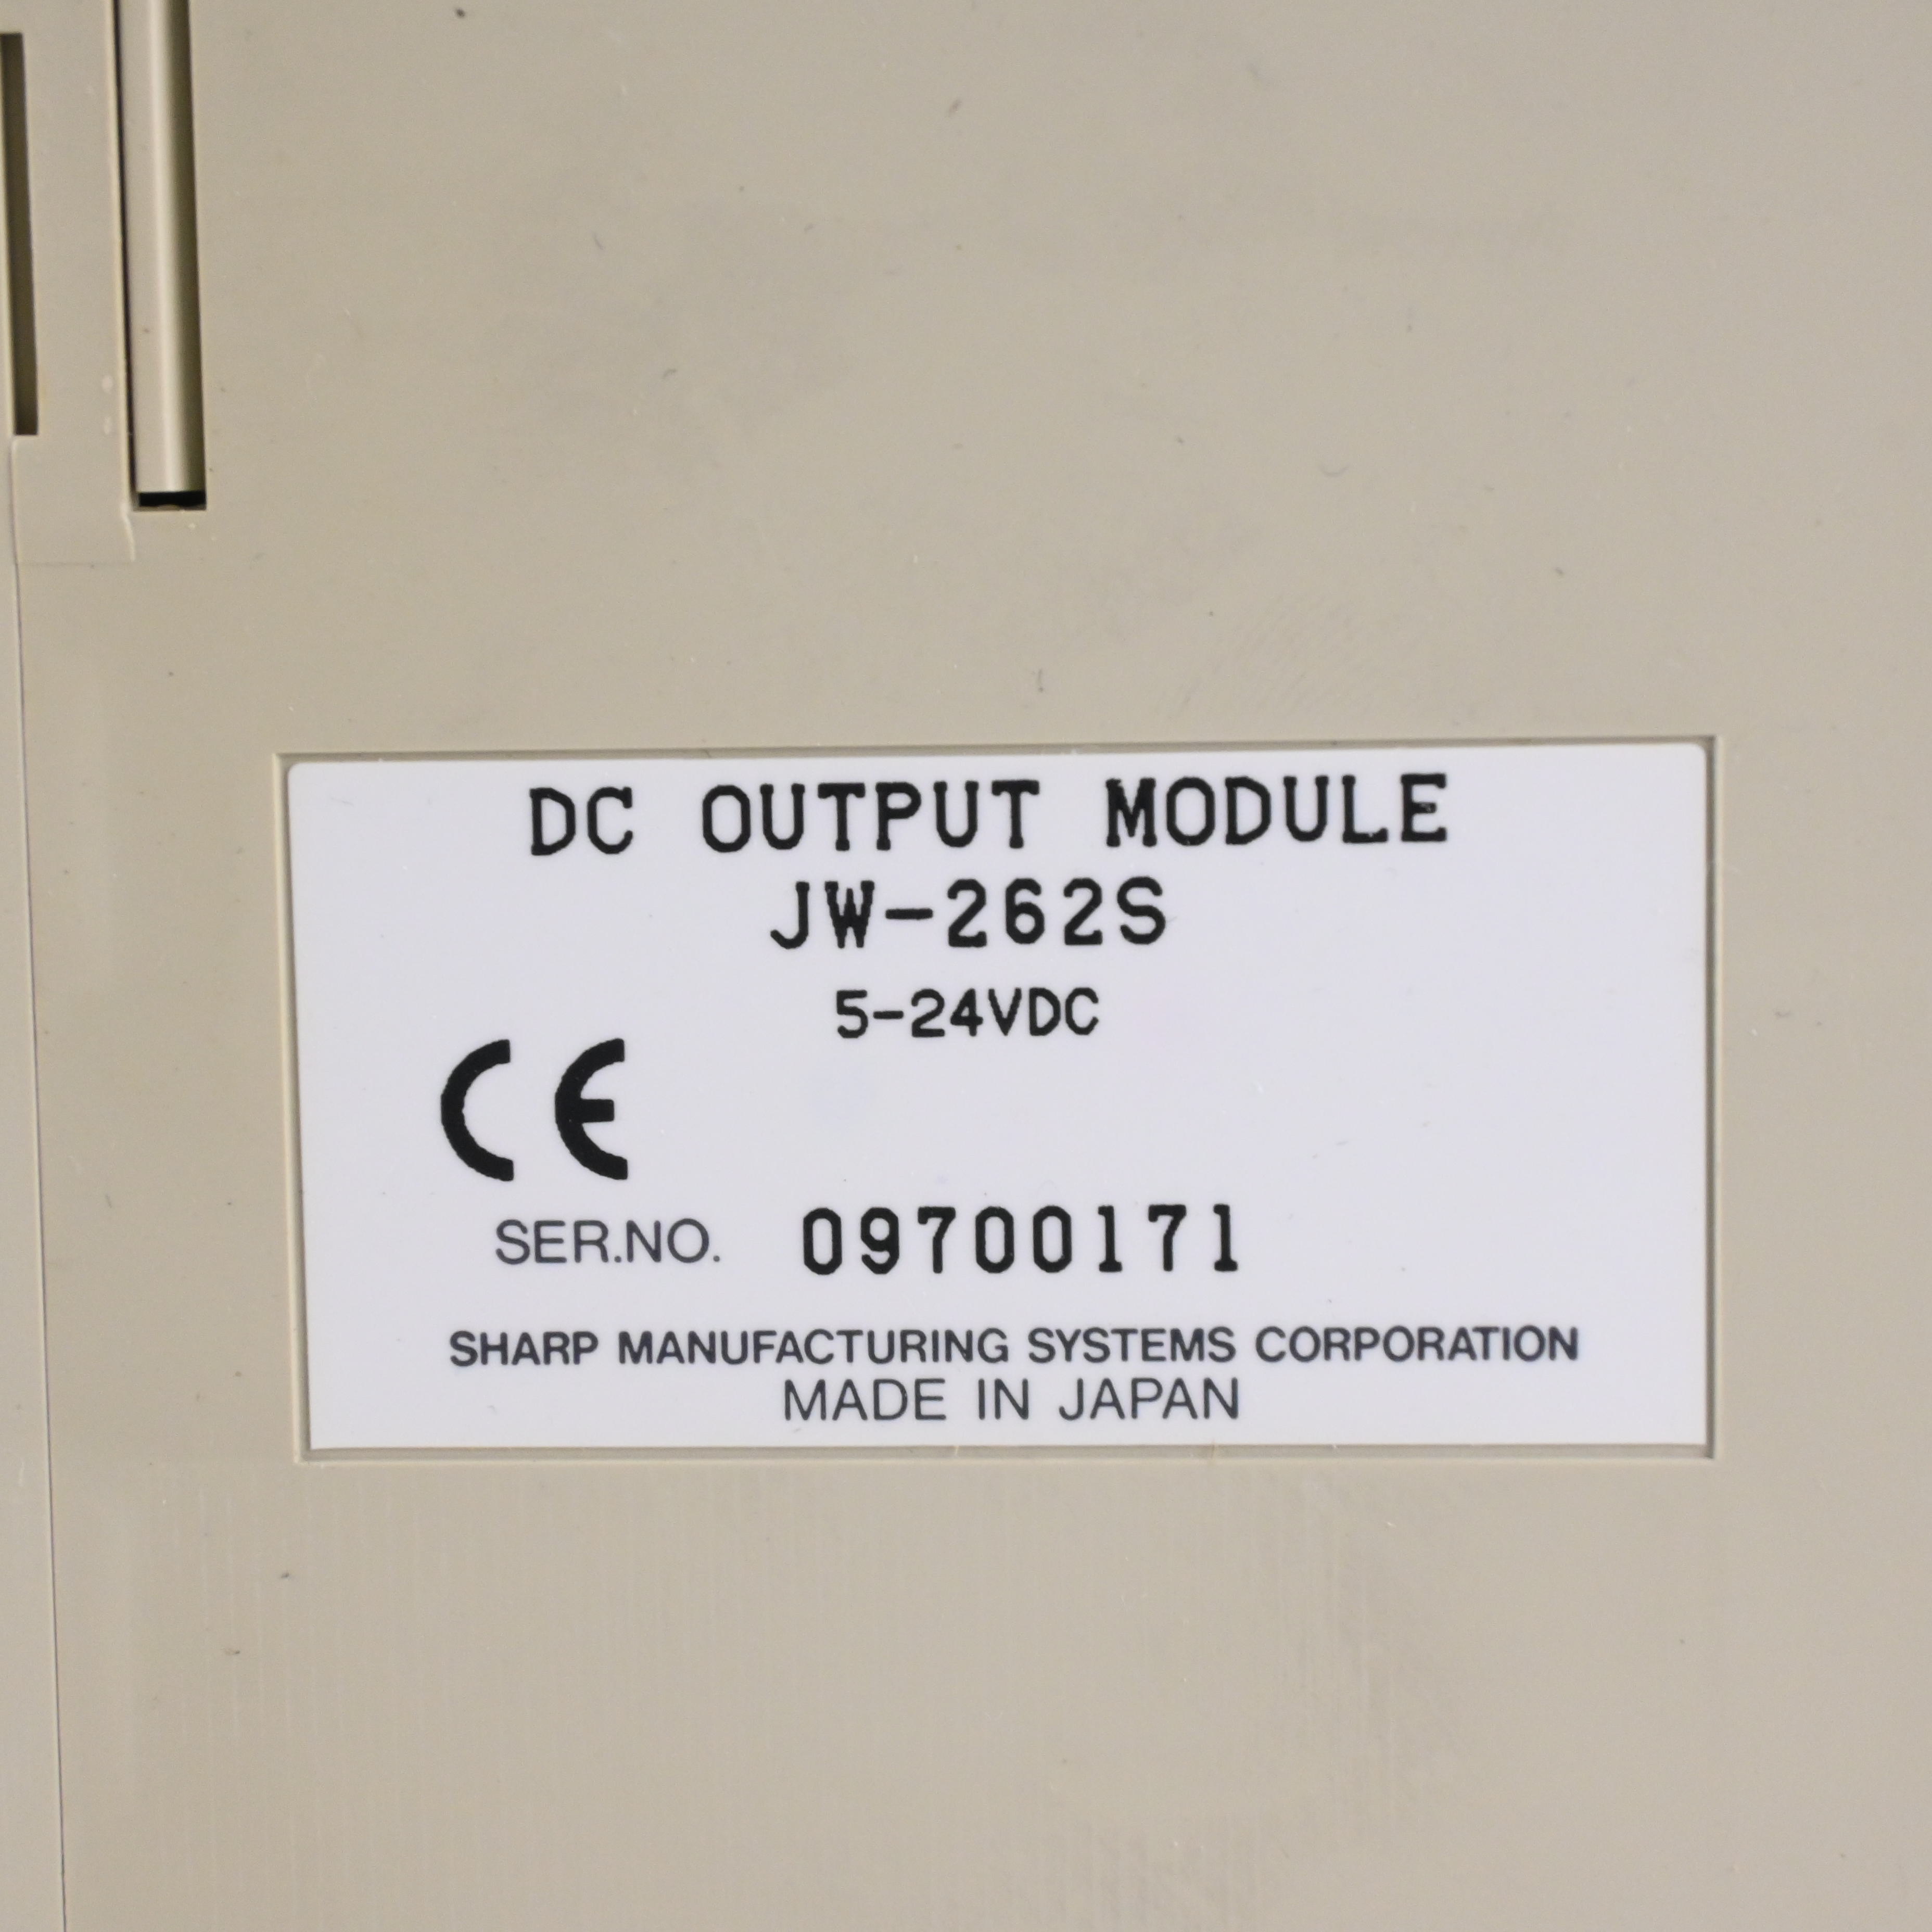 DC OUTPUT MODULE
JW-262S
5-24VDC
CE
SER.NO. 09700171
SHARP MANUFACTURING SYSTEMS CORPORATION
MADE IN JAPAN